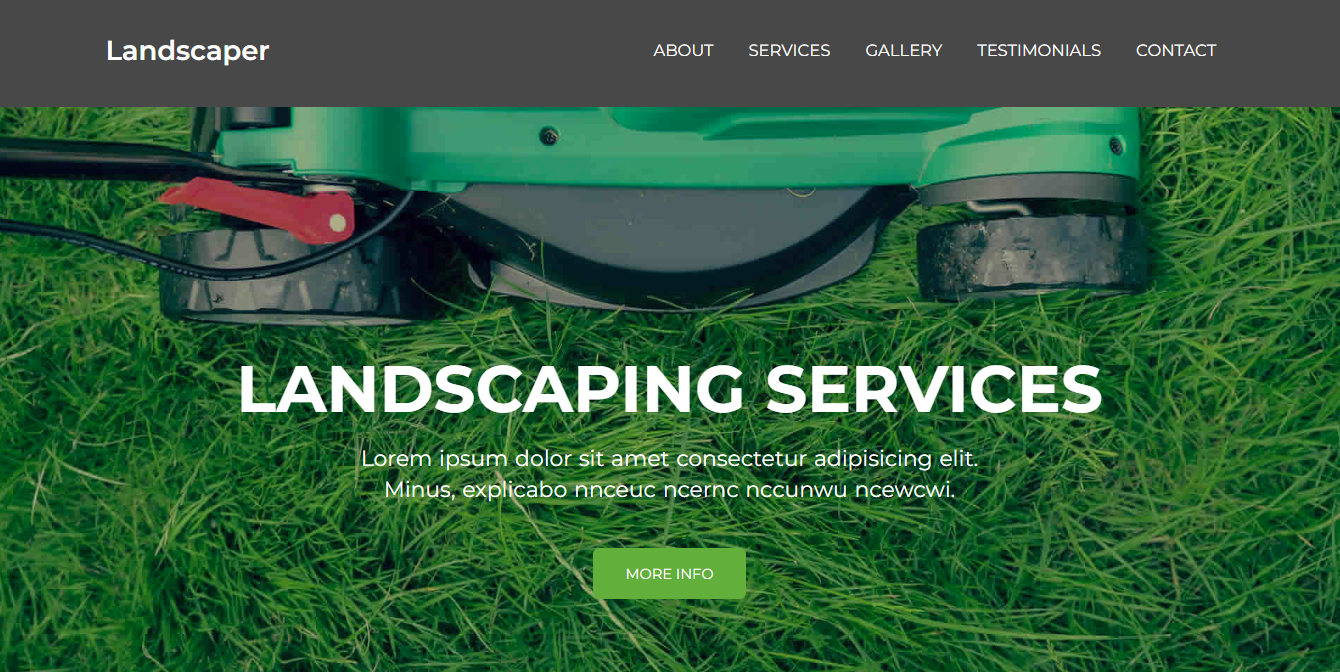 Landscaper
ABOUT SERVICES GALLERY TESTIMONIALS CONTACT
LANDSCAPING SERVICES
Lorem ipsum dolor sit amet consectetur adipisicing elit.
Minus, explicabo nnceuc ncernc nccunwu ncewcwi.
MORE INFO